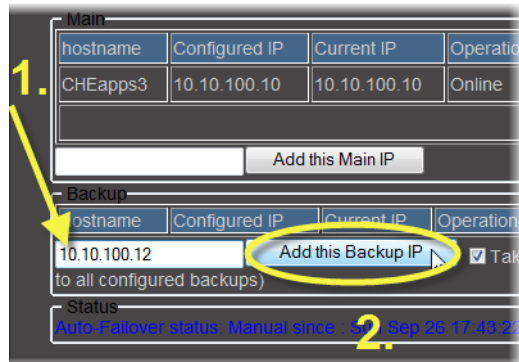 Main
hostname Configured IP Current IP Operatio
CHEapps3 10.10.100.10 10.10.100.10 Online
1.
Add this Main IP
Backup
hostname Configured IP Current IP Operation
10.10.100.12 Add this Backup IP Tak
to all configured backups)
Status
Auto-Failover status: Manual since : Sun Sep 26 17:43:22
2.